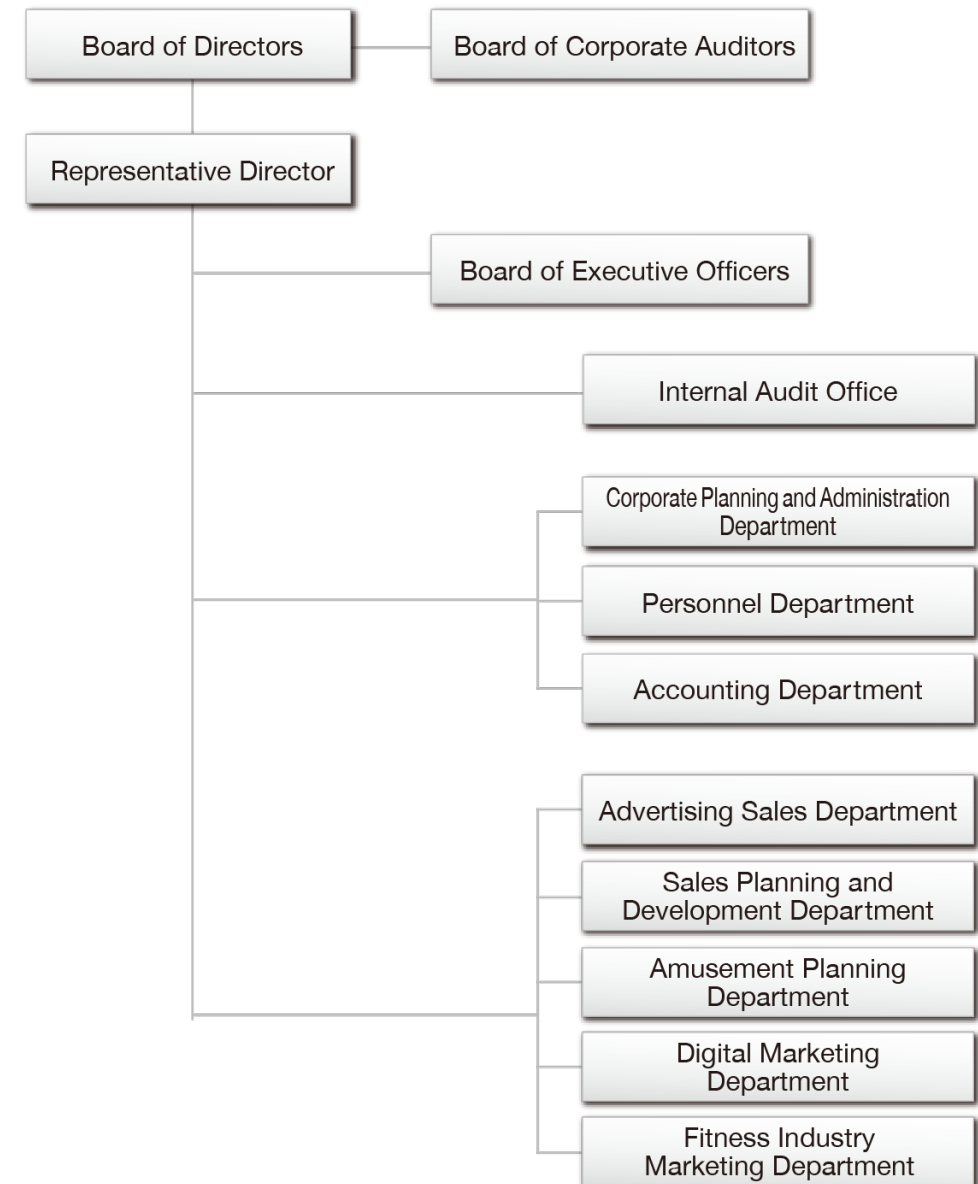 Board of Directors
Board of Corporate Auditors
Representative Director
Board of Executive Officers
Internal Audit Office
Corporate Planning and Administration
Department
Personnel Department
Accounting Department
Advertising Sales Department
Sales Planning and
Development Department
Amusement Planning
Department
Digital Marketing
Department
Fitness Industry
Marketing Department